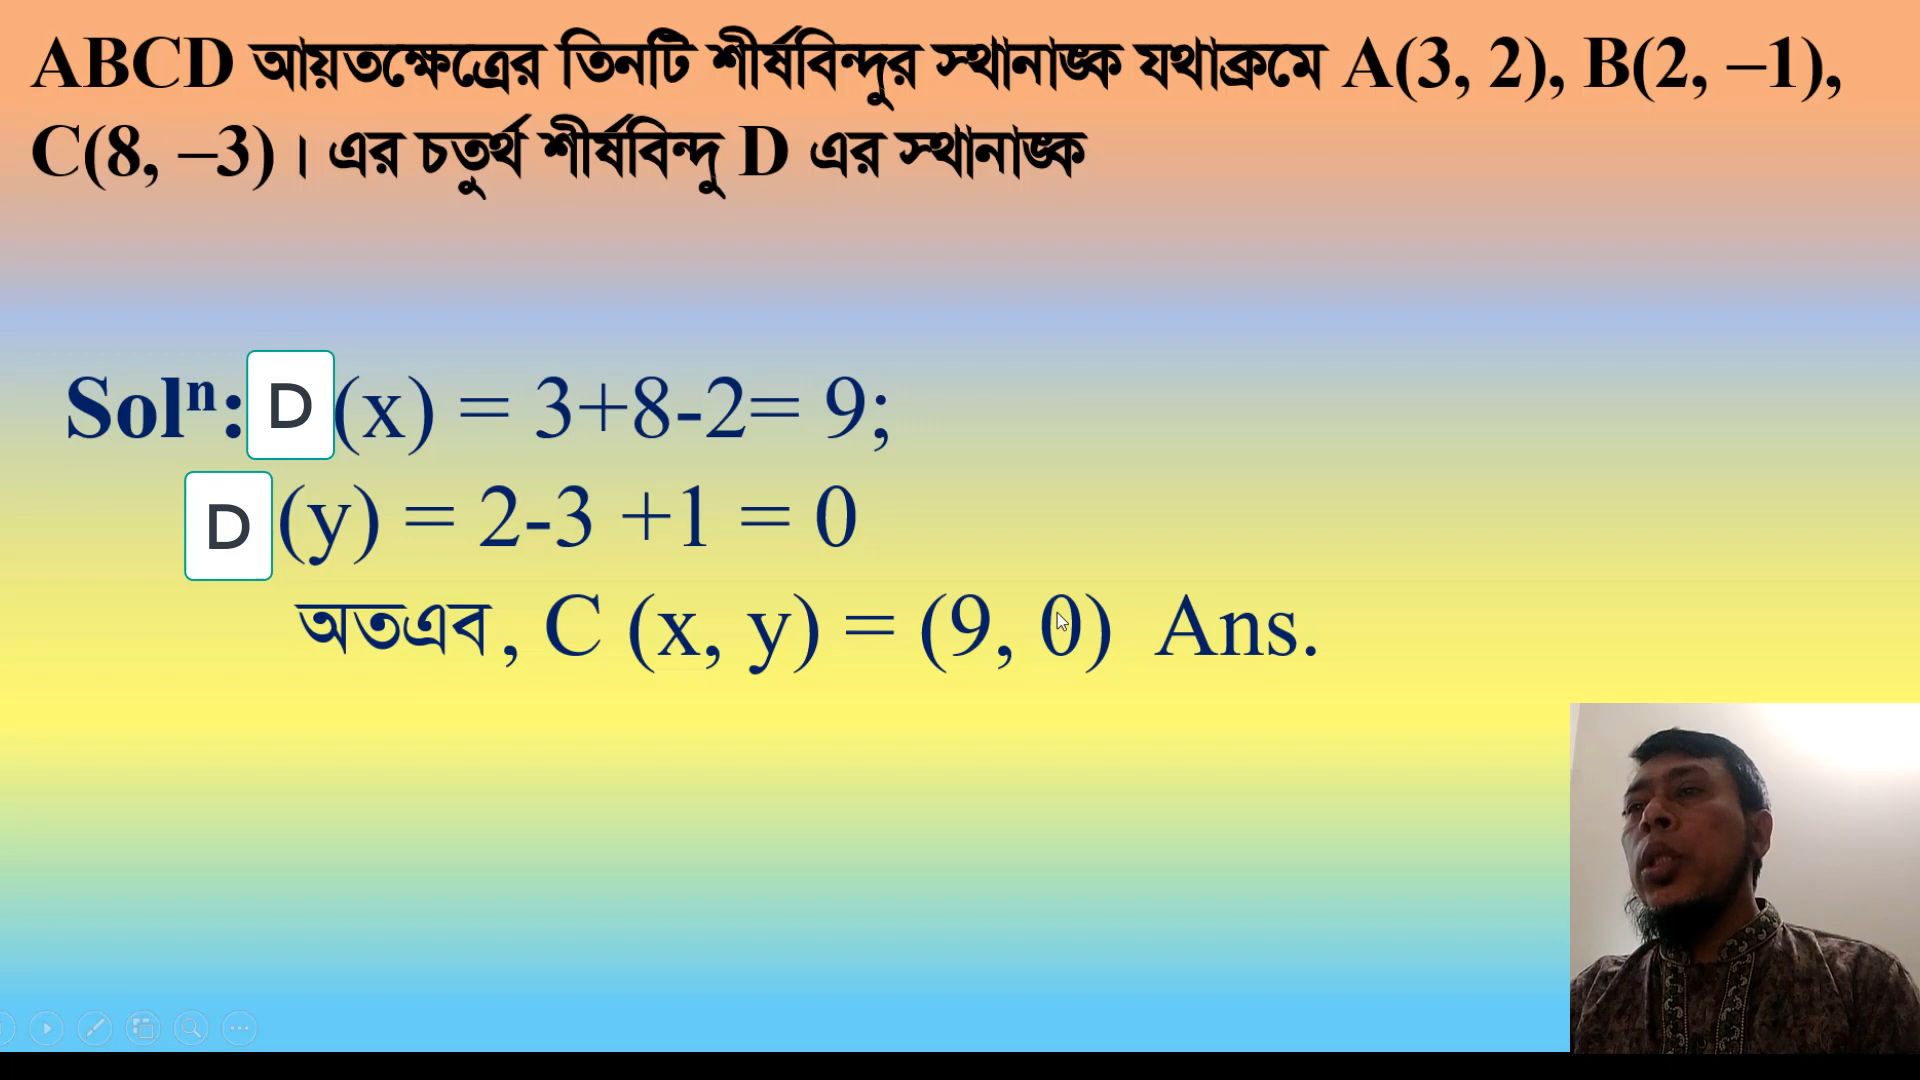 ABCD আয়তক্ষেত্রের তিনটি শীর্ষবিন্দুর স্থানাঙ্ক যথাক্রমে A(3, 2), B(2, –1),
C(8, –3)। এর চতুর্থ শীর্ষবিন্দু D এর স্থানাঙ্ক
Solⁿ: D (x) = 3+8-2= 9;
D (y) = 2-3 +1 = 0
অতএব, C (x, y) = (9, 0) Ans.